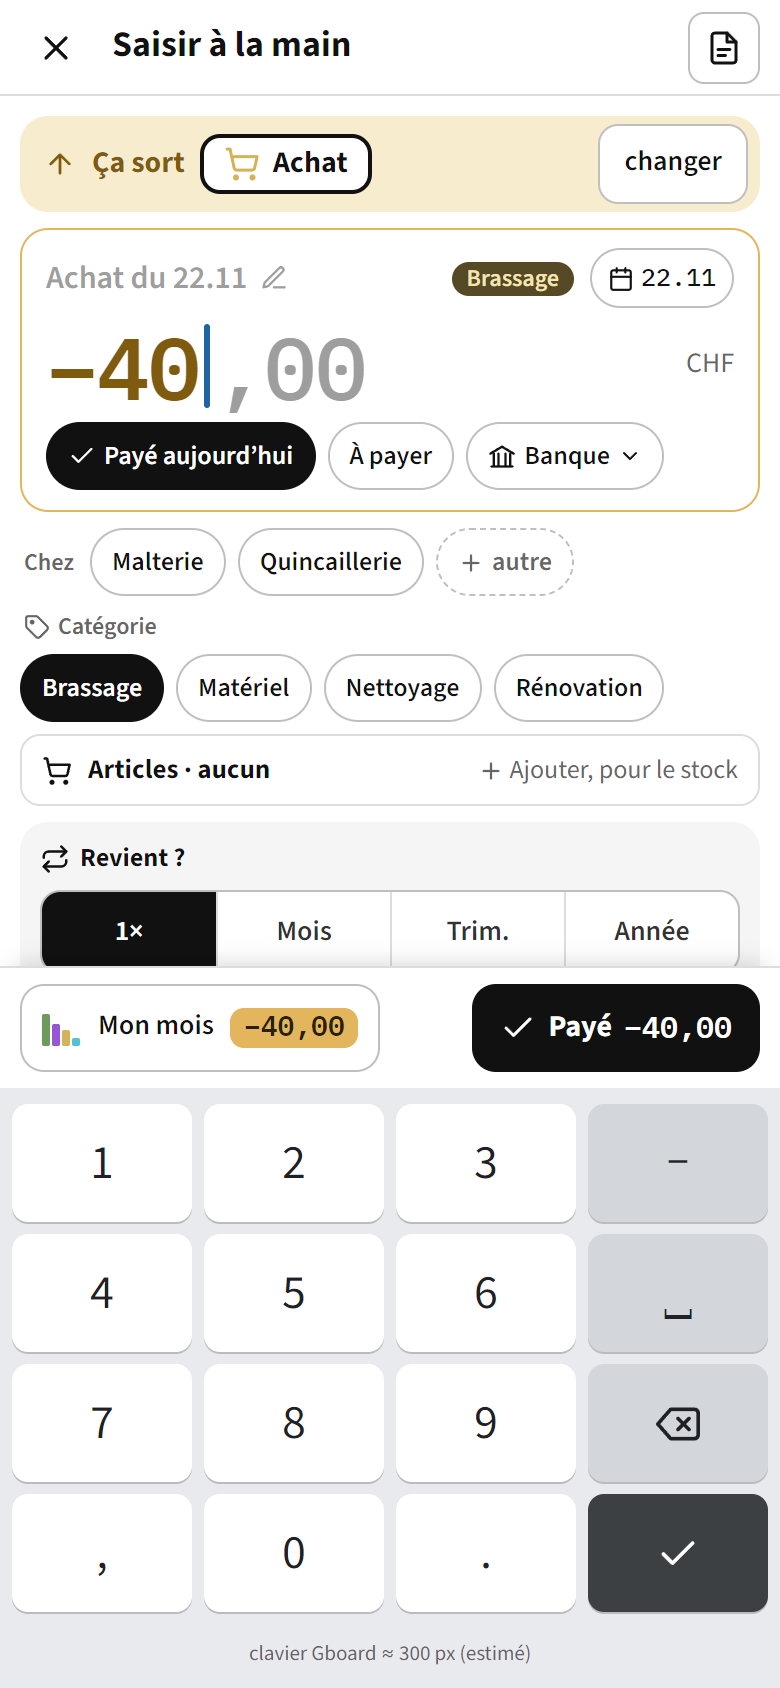 Saisir à la main
Ça sort Achat changer
Achat du 22.11 Brassage 22.11
−40,00 CHF
Payé aujourd’hui À payer Banque
Chez Malterie Quincaillerie + autre
Catégorie
Brassage Matériel Nettoyage Rénovation
Articles · aucun + Ajouter, pour le stock
Revient ?
1× Mois Trim. Année
Mon mois −40,00 Payé −40,00
1 2 3 −
4 5 6 ⎵
7 8 9
, 0 .
clavier Gboard ≈ 300 px (estimé)